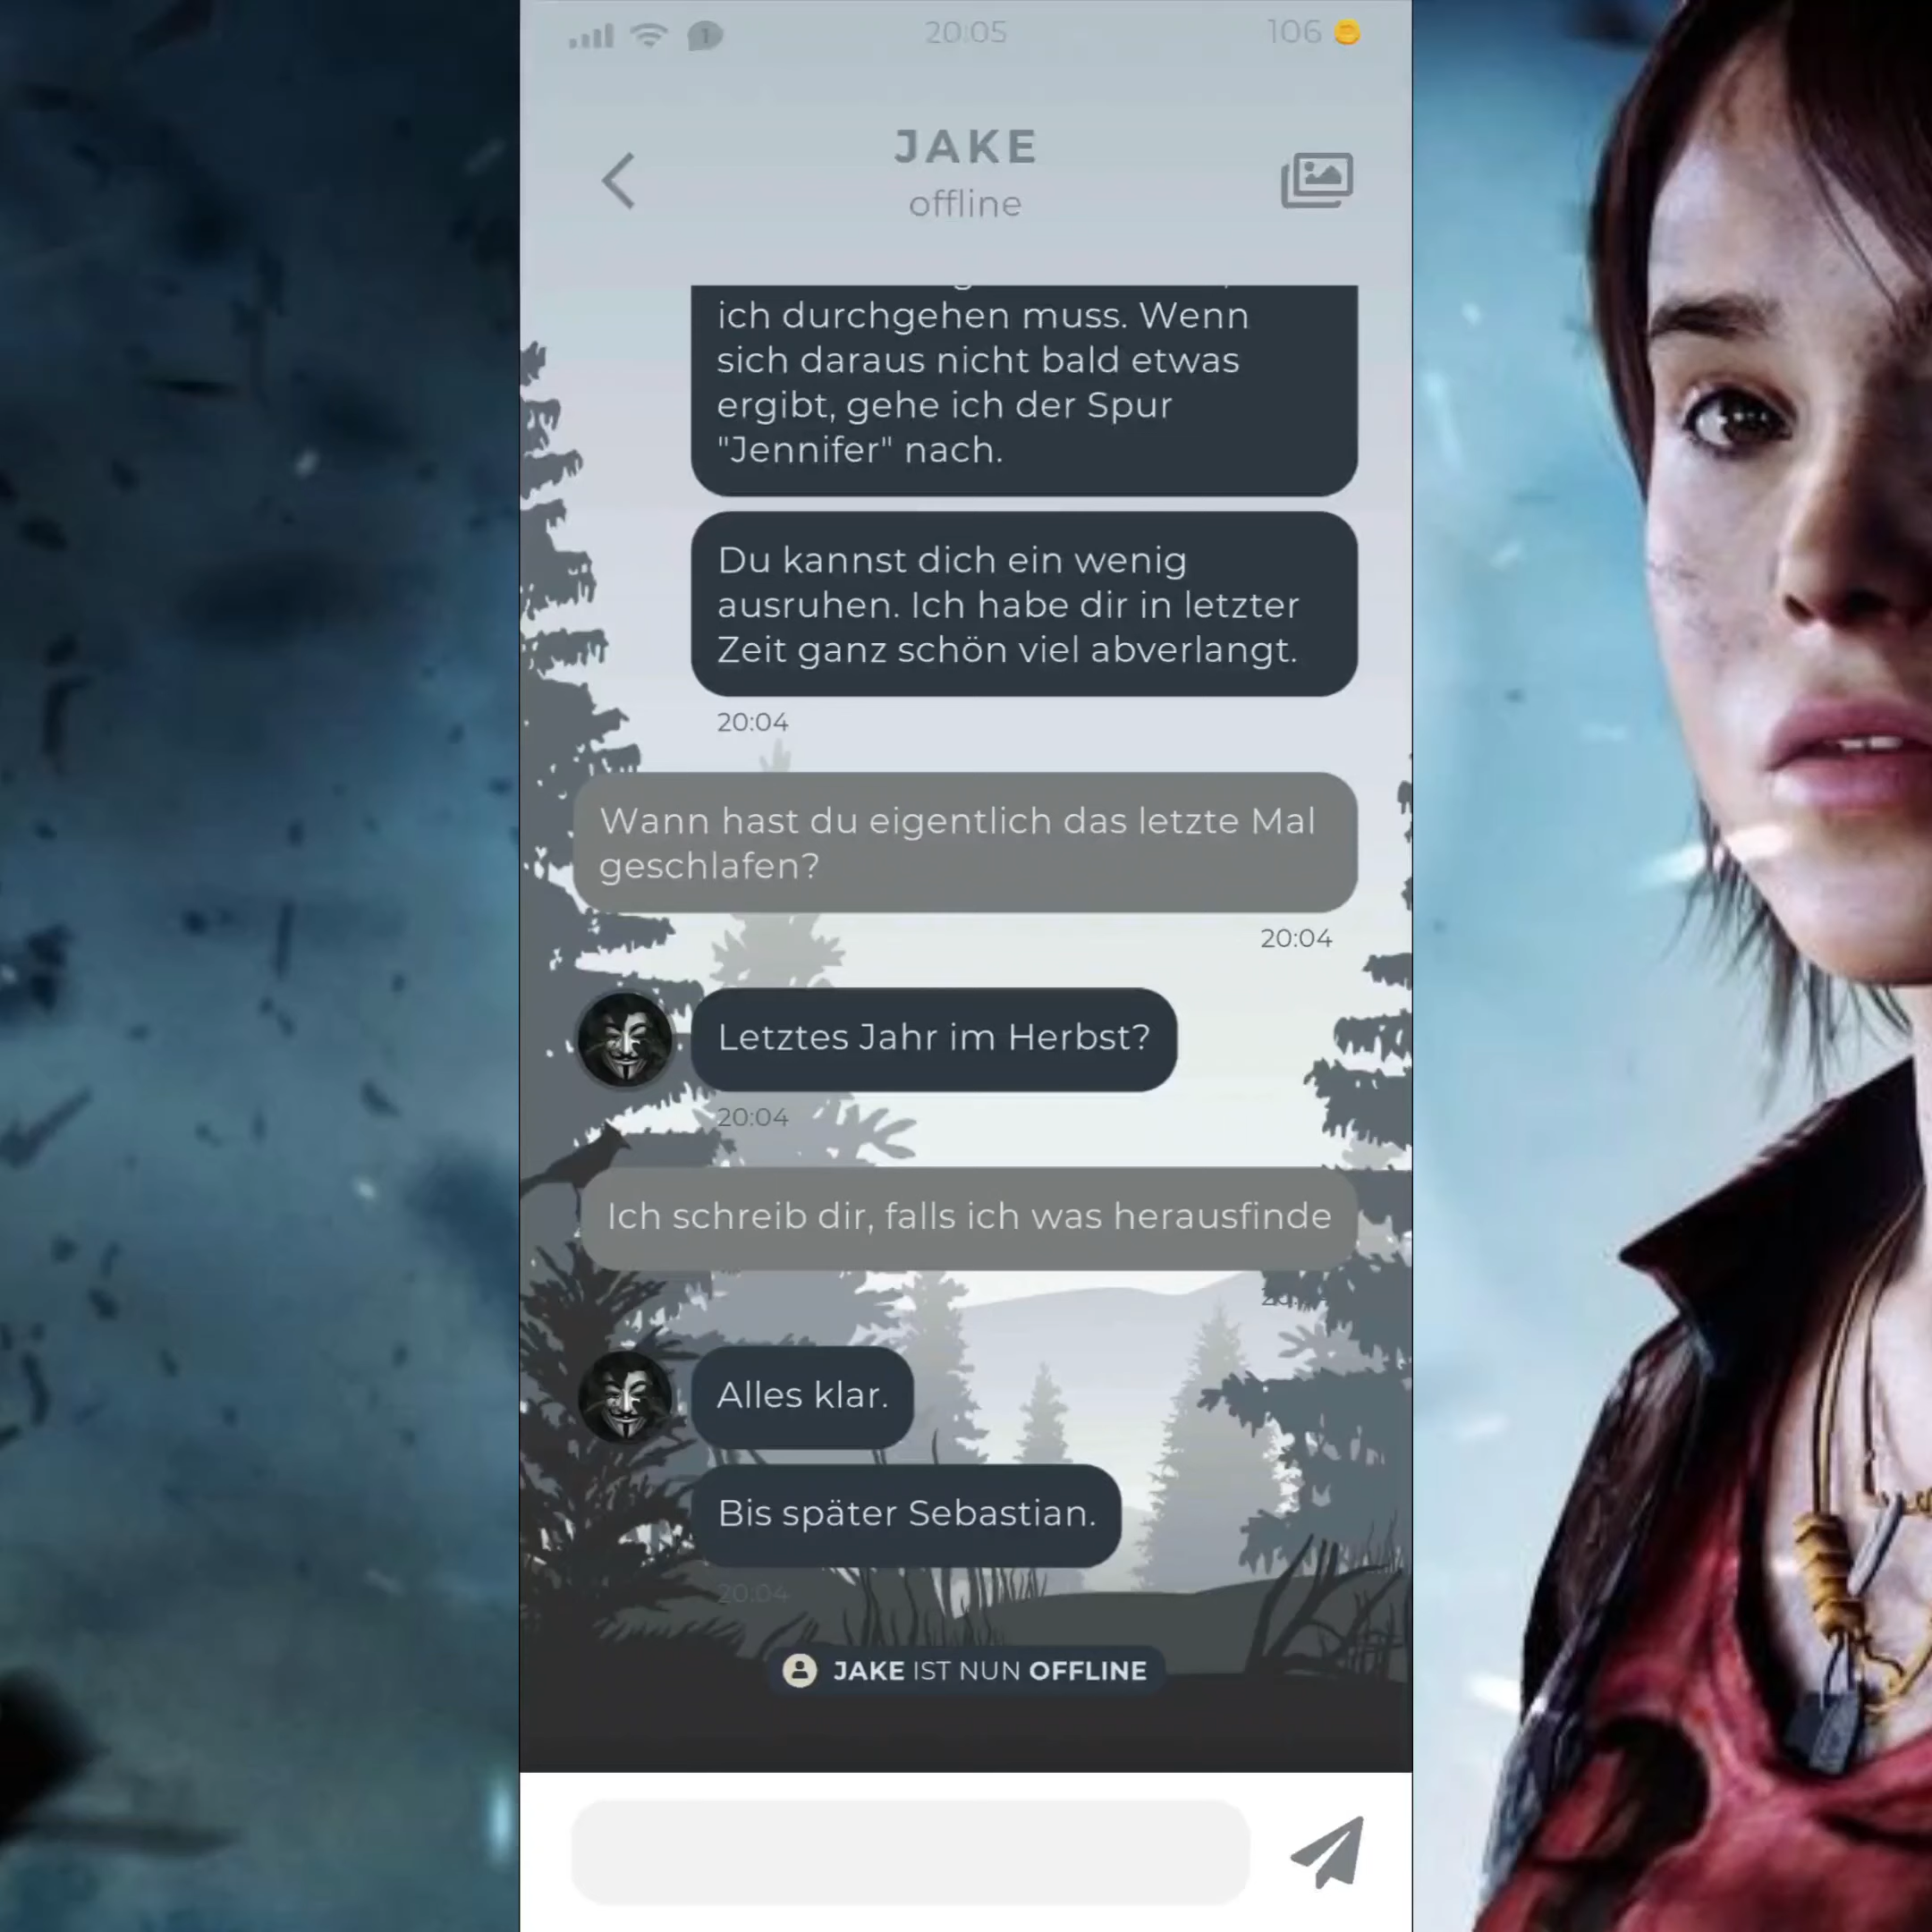 1
20:05
106
JAKE
offline
ich durchgehen muss. Wenn
sich daraus nicht bald etwas
ergibt, gehe ich der Spur
"Jennifer" nach.
Du kannst dich ein wenig
ausruhen. Ich habe dir in letzter
Zeit ganz schön viel abverlangt.
20:04
Wann hast du eigentlich das letzte Mal
geschlafen?
20:04
Letztes Jahr im Herbst?
20:04
Ich schreib dir, falls ich was herausfinde
Alles klar.
Bis später Sebastian.
20:04
JAKE IST NUN OFFLINE